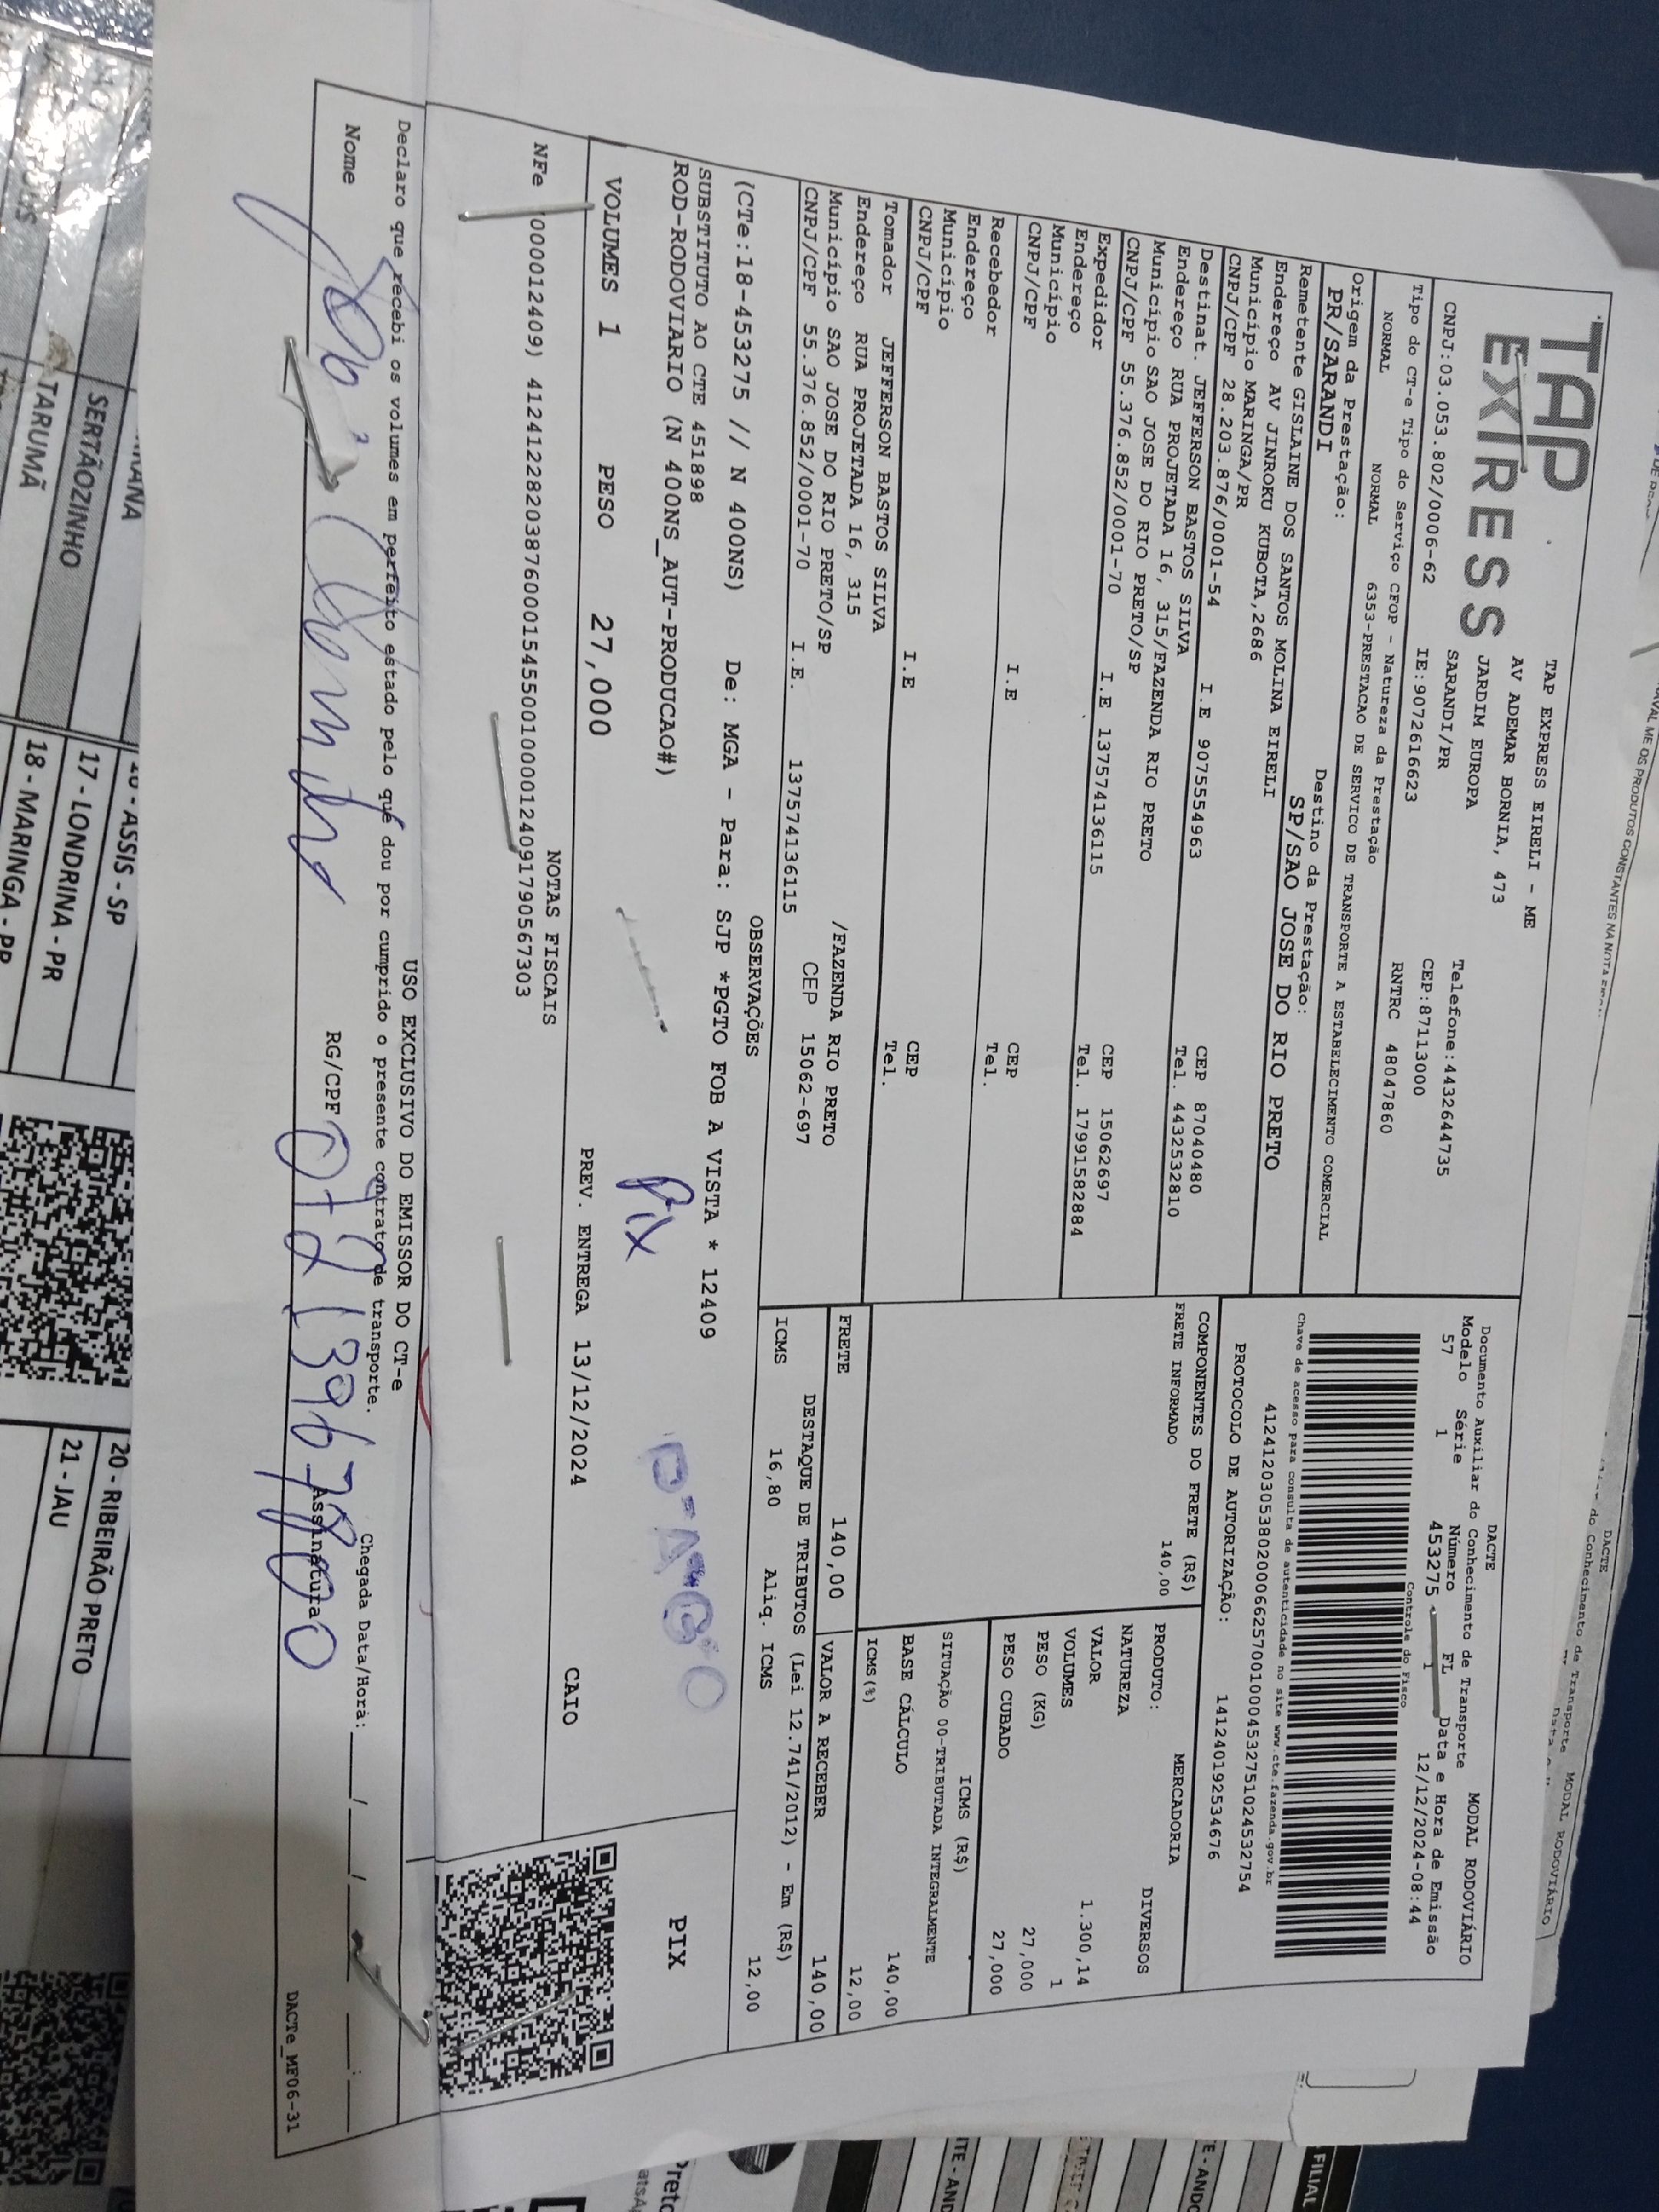 TAP
EXPRESS
TAP EXPRESS EIRELI - ME
AV ADEMAR BORNIA, 473
JARDIM EUROPA
SARANDI/PR
Telefone:4432644735
CNPJ:03.053.802/0006-62 IE:9072616623 CEP:87113000
Tipo do CT-e Tipo do Serviço CFOP - Natureza da Prestação RNTRC 48047860
NORMAL NORMAL 6353-PRESTACAO DE SERVICO DE TRANSPORTE A ESTABELECIMENTO COMERCIAL
Origem da Prestação: Destino da Prestação:
PR/SARANDI SP/SAO JOSE DO RIO PRETO
Remetente GISLAINE DOS SANTOS MOLINA EIRELI
Endereço AV JINROKU KUBOTA,2686
Município MARINGA/PR CEP 87040480
CNPJ/CPF 28.203.876/0001-54 I.E 9075554963 Tel. 4432532810
Destinat. JEFFERSON BASTOS SILVA
Endereço RUA PROJETADA 16, 315/FAZENDA RIO PRETO
Município SAO JOSE DO RIO PRETO/SP CEP 15062697
CNPJ/CPF 55.376.852/0001-70 I.E 137574136115 Tel. 17991582884
Expedidor
Endereço
Município CEP
CNPJ/CPF I.E Tel.
Recebedor
Endereço
Município CEP
CNPJ/CPF I.E Tel.
Tomador JEFFERSON BASTOS SILVA
Endereço RUA PROJETADA 16, 315 /FAZENDA RIO PRETO
Município SAO JOSE DO RIO PRETO/SP CEP 15062-697
CNPJ/CPF 55.376.852/0001-70 I.E. 137574136115
DACTE
Documento Auxiliar do Conhecimento de Transporte MODAL RODOVIÁRIO
Modelo Série Número FL Data e Hora de Emissão
57 1 453275 1 12/12/2024-08:44
Controle do Fisco
Chave de acesso para consulta de autenticidade no site www.cte.fazenda.gov.br
41241203053802000662570010004532751024532754
PROTOCOLO DE AUTORIZAÇÃO: 141240192534676
COMPONENTES DO FRETE (R$)
FRETE INFORMADO 140,00
MERCADORIA
PRODUTO: DIVERSOS
NATUREZA
VALOR 1.300,14
VOLUMES 1
PESO (KG) 27,000
PESO CUBADO 27,000
ICMS (R$)
SITUAÇÃO 00-TRIBUTADA INTEGRALMENTE
BASE CÁLCULO 140,00
ICMS(%) 12,00
FRETE 140,00 VALOR A RECEBER 140,00
DESTAQUE DE TRIBUTOS (Lei 12.741/2012) - Em (R$)
ICMS 16,80 Aliq. ICMS 12,00
OBSERVAÇÕES
(CTe:18-453275 // N 400NS) De: MGA - Para: SJP *PGTO FOB A VISTA * 12409
SUBSTITUTO AO CTE 451898
ROD-RODOVIARIO (N 400NS_AUT-PRODUCAO#)
Pix
PAGO
PIX
VOLUMES 1 PESO 27,000 PREV. ENTREGA 13/12/2024 CAIO
NOTAS FISCAIS
NFe (000012409) 41241228203876000154550010000124091790567303
USO EXCLUSIVO DO EMISSOR DO CT-e
Declaro que recebi os volumes em perfeito estado pelo que dou por cumprido o presente contrato de transporte.
Chegada Data/Hora: __/__/__ __:__
Nome RG/CPF Assinatura
DACTe_MF06-31
SERTÃOZINHO
TARUMÃ
ASSIS - SP
17 - LONDRINA - PR
18 - MARINGA - PR
20 - RIBEIRÃO PRETO
21 - JAU
FILIAL
DACTE
MODAL RODOVIÁRIO